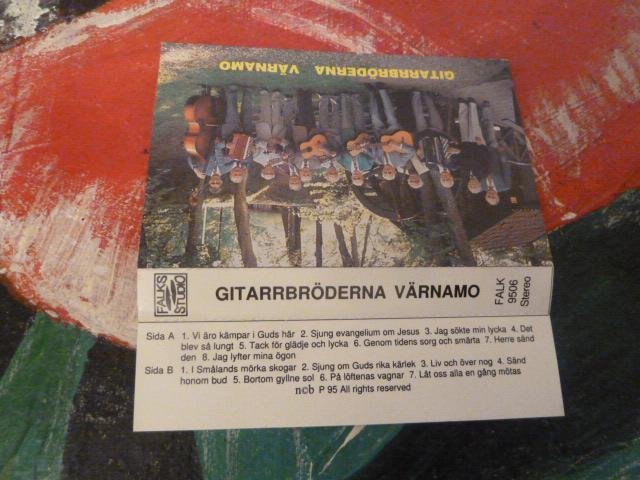 GITARRBRÖDERNA VÄRNAMO
FALKS
STUDIO
GITARRBRÖDERNA VÄRNAMO
FALK
9506
Stereo
Side A 1. Vi äro kämpar i Guds här 2. Sjung evangelium om Jesus 3. Jag sökte min lycka 4. Det
blev så lungt 5. Tack för glädje och lycka 6. Genom tidens sorg och smärta 7. Herre sänd
den 8. Jag lyfter mina ögon
Sid B 1. I Smålands mörka skogar 2. Sjung om Guds rika kärlek 3. Liv och över nog 4. Sänd
honom bud 5. Bortom gyllne sol 6. På löftenas vagnar 7. Låt oss alla en gång mötas
n©b P 95 All rights reserved